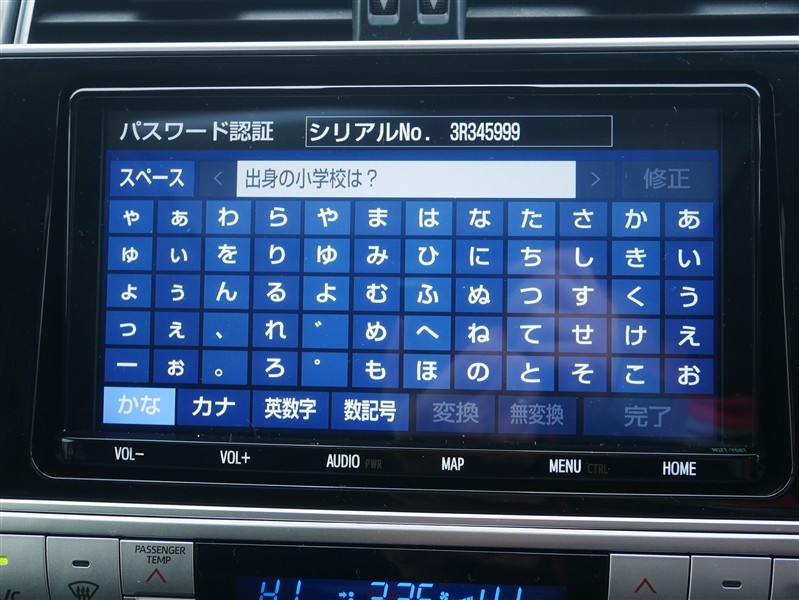 パスワード認証 シリアルNo. 3R345999
スペース < 出身の小学校は？ > 修正
ゃ ぁ わ ら や ま は な た さ か あ
ゅ ぃ を り ゆ み ひ に ち し き い
ょ ぅ ん る よ む ふ ぬ つ す く う
っ ぇ 、 れ ゛ め へ ね て せ け え
ー ぉ 。 ろ ゜ も ほ の と そ こ お
かな カナ 英数字 数記号 変換 無変換 完了
VOL- VOL+ AUDIO PWR MAP MENU CTRL HOME
PASSENGER
TEMP